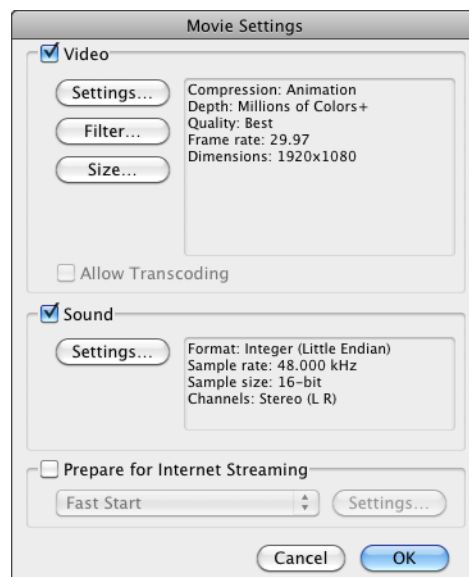 Movie Settings
Video
Settings...
Filter...
Size...
Compression: Animation
Depth: Millions of Colors+
Quality: Best
Frame rate: 29.97
Dimensions: 1920x1080
Allow Transcoding
Sound
Settings...
Format: Integer (Little Endian)
Sample rate: 48.000 kHz
Sample size: 16-bit
Channels: Stereo (L R)
Prepare for Internet Streaming
Fast Start
Settings...
Cancel
OK